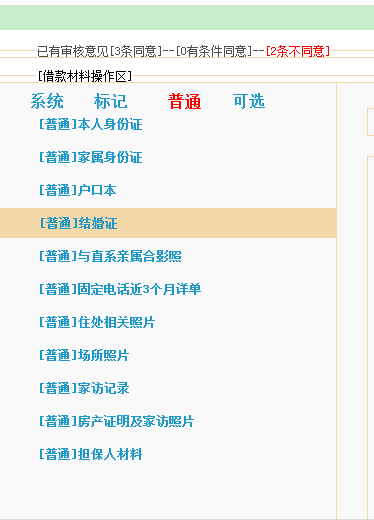 已有审核意见[3条同意]--[0有条件同意]--[2条不同意]
[借款材料操作区]
系统 标记 普通 可选
[普通]本人身份证
[普通]家属身份证
[普通]户口本
[普通]结婚证
[普通]与直系亲属合影照
[普通]固定电话近3个月详单
[普通]住处相关照片
[普通]场所照片
[普通]家访记录
[普通]房产证明及家访照片
[普通]担保人材料